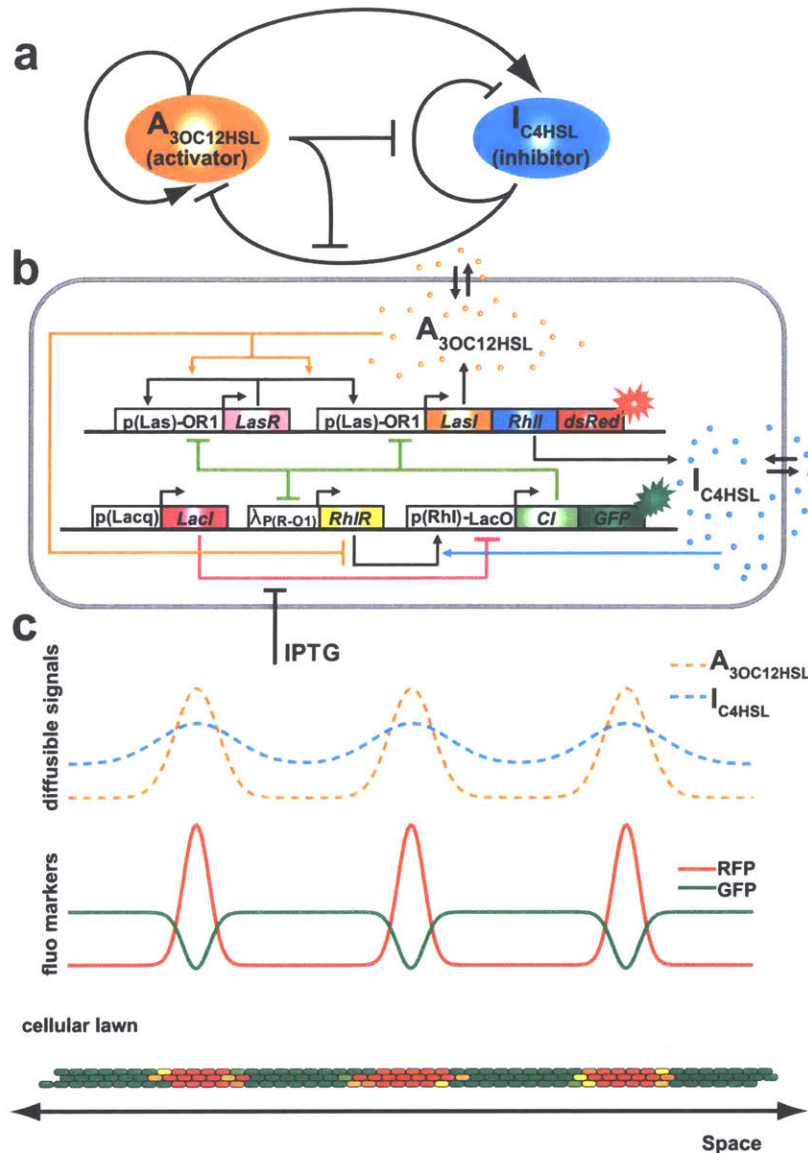 a
A3OC12HSL
(activator)
IC4HSL
(inhibitor)
b
A3OC12HSL
p(Las)-OR1 LasR p(Las)-OR1 LasI RhlI dsRed
IC4HSL
p(Lacq) LacI λP(R-O1) RhlR p(Rhl)-LacO CI GFP
IPTG
c
diffusible signals
A3OC12HSL
IC4HSL
fluo markers
RFP
GFP
cellular lawn
Space